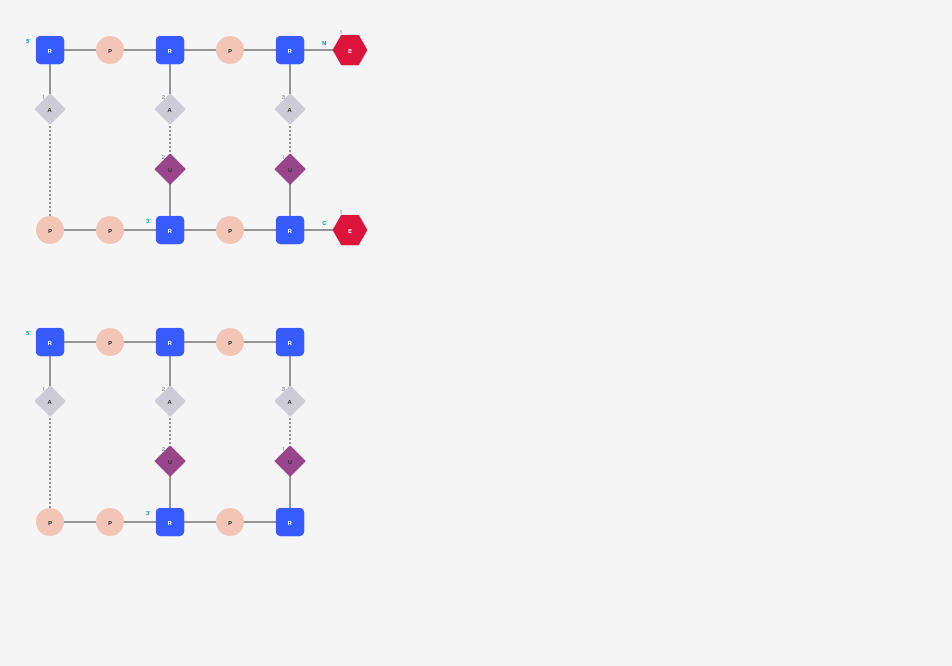 1
5' R P R P R N E
1 2 3
A A A
2 1
U U
1
P P 3' R P R C E
5' R P R P R
1 2 3
A A A
2 1
U U
P P 3' R P R